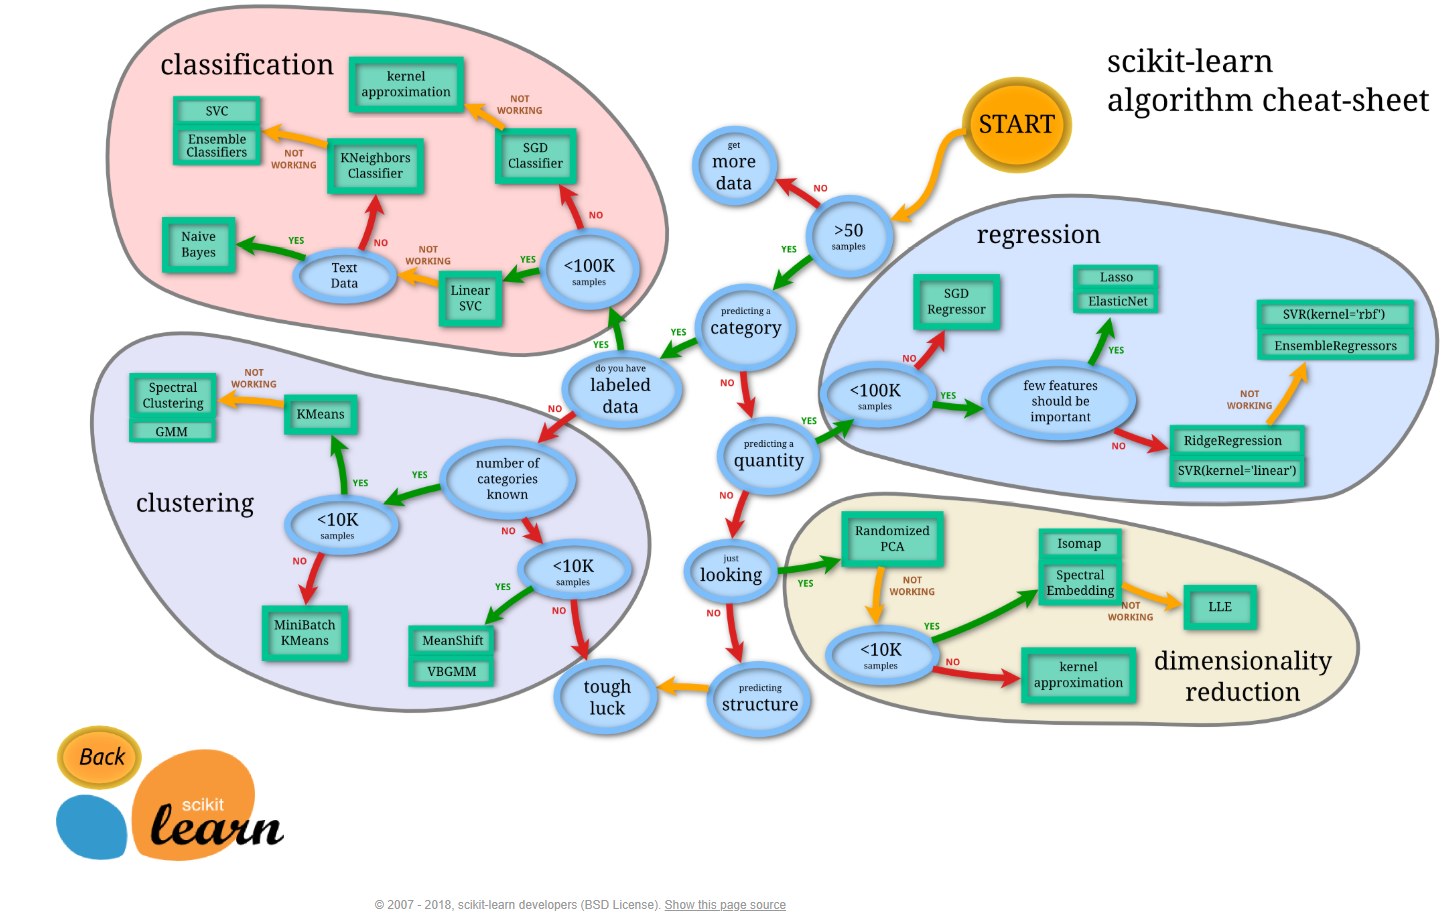 scikit-learn
algorithm cheat-sheet
START
classification
kernel
approximation
NOT
WORKING
SVC
Ensemble
Classifiers
NOT
WORKING
KNeighbors
Classifier
SGD
Classifier
NO
Naive
Bayes
YES
Text
Data
NO
NOT
WORKING
Linear
SVC
YES
<100K
samples
YES
get
more
data
NO
>50
samples
YES
predicting a
category
YES
do you have
labeled
data
NO
NO
predicting a
quantity
YES
NO
just
looking
YES
NO
predicting
structure
tough
luck
regression
SGD
Regressor
NO
<100K
samples
YES
Lasso
ElasticNet
YES
few features
should be
important
NO
SVR(kernel='rbf')
EnsembleRegressors
NOT
WORKING
RidgeRegression
SVR(kernel='linear')
clustering
Spectral
Clustering
GMM
NOT
WORKING
KMeans
YES
<10K
samples
NO
MiniBatch
KMeans
YES
number of
categories
known
NO
<10K
samples
YES
NO
MeanShift
VBGMM
Randomized
PCA
NOT
WORKING
<10K
samples
YES
NO
Isomap
Spectral
Embedding
NOT
WORKING
LLE
kernel
approximation
dimensionality
reduction
Back
scikit
learn
© 2007 - 2018, scikit-learn developers (BSD License). Show this page source